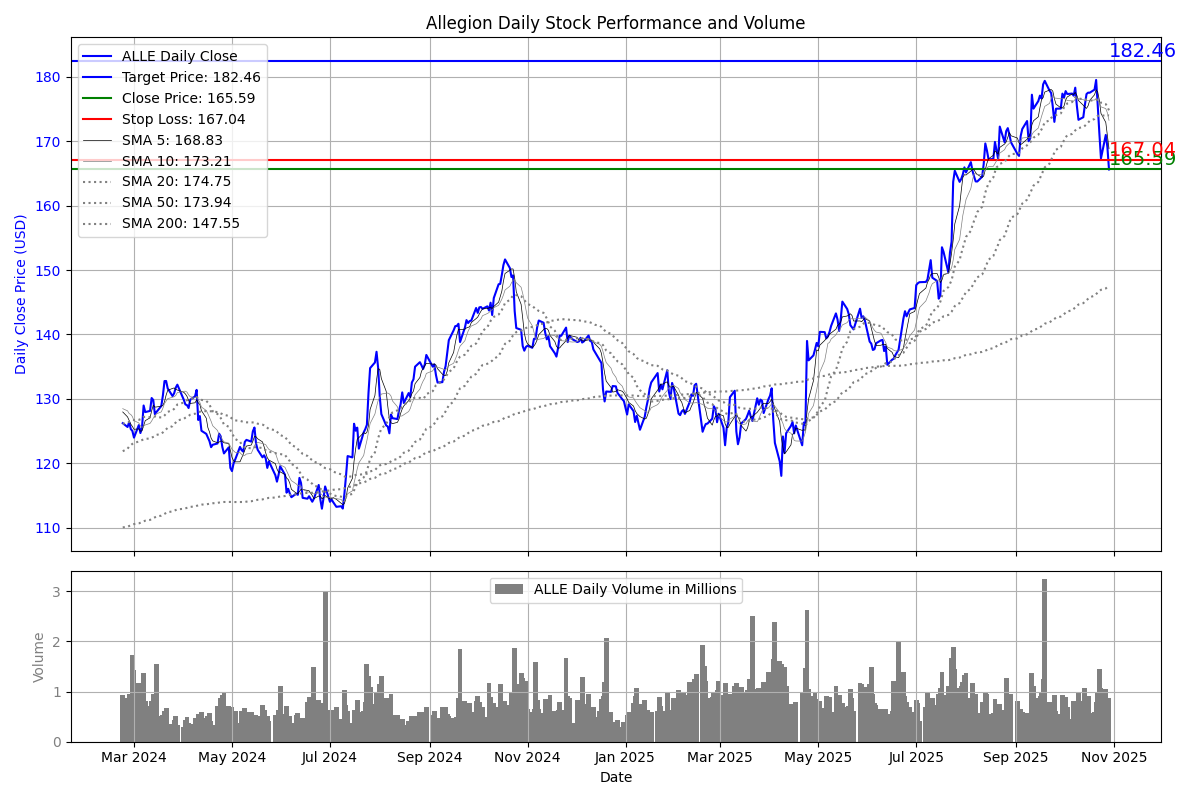 Allegion Daily Stock Performance and Volume
182.46
167.04
165.59
ALLE Daily Close
Target Price: 182.46
Close Price: 165.59
Stop Loss: 167.04
SMA 5: 168.83
SMA 10: 173.21
SMA 20: 174.75
SMA 50: 173.94
SMA 200: 147.55
180
170
160
150
140
130
120
110
Daily Close Price (USD)
ALLE Daily Volume in Millions
3
2
1
0
Volume
Mar 2024
May 2024
Jul 2024
Sep 2024
Nov 2024
Jan 2025
Mar 2025
May 2025
Jul 2025
Sep 2025
Nov 2025
Date